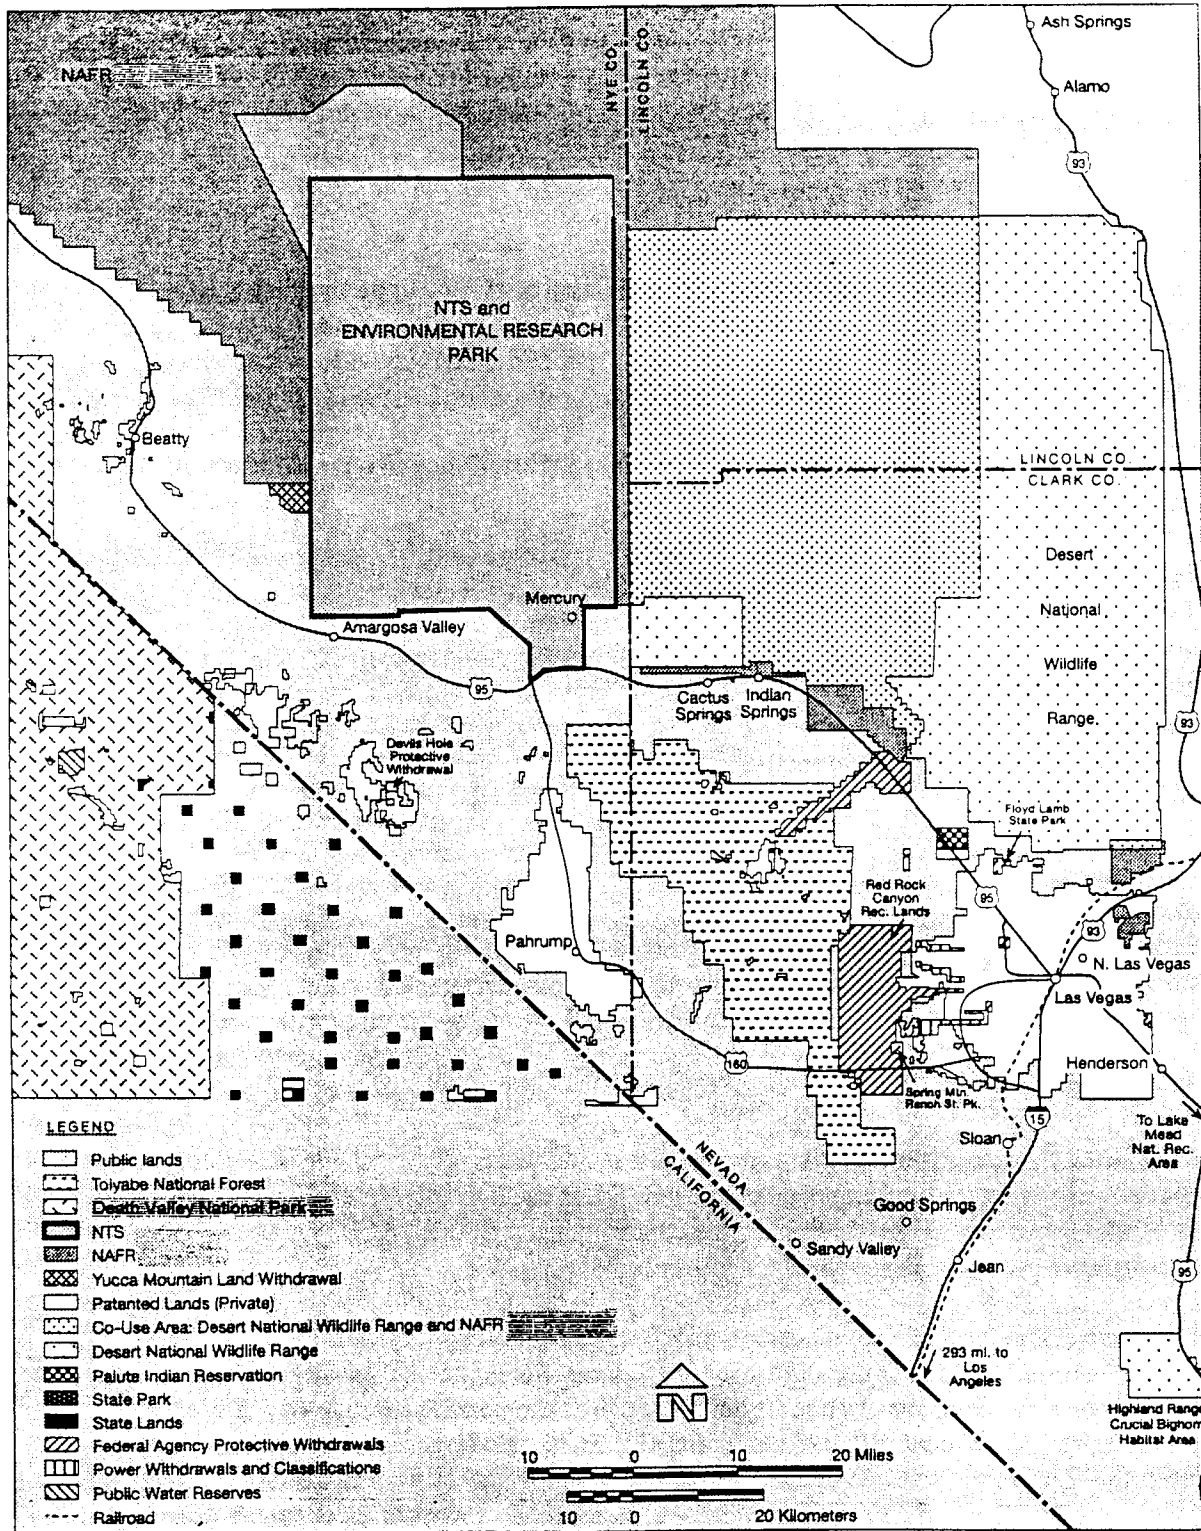 Ash Springs
NAFR
NYE CO.
LINCOLN CO.
Alamo
93
NTS and
ENVIRONMENTAL RESEARCH
PARK
Beatty
LINCOLN CO.
CLARK CO.
Desert
National
Wildlife
Range
Mercury
Amargosa Valley
95
Cactus
Springs
Indian
Springs
93
Devils Hole
Protective
Withdrawal
Floyd Lamb
State Park
Red Rock
Canyon
Rec. Lands
95
93
Pahrump
N. Las Vegas
Las Vegas
160
Henderson
Spring Mtn.
Ranch St. Pk.
15
To Lake
Mead
Nat. Rec.
Area
Sloan
NEVADA
CALIFORNIA
Good Springs
Sandy Valley
Jean
95
293 mi. to
Los
Angeles
Highland Range
Crucial Bighorn
Habitat Area
LEGEND
Public lands
Toiyabe National Forest
Death Valley National Park
NTS
NAFR
Yucca Mountain Land Withdrawal
Patented Lands (Private)
Co-Use Area: Desert National Wildlife Range and NAFR
Desert National Wildlife Range
Paiute Indian Reservation
State Park
State Lands
Federal Agency Protective Withdrawals
Power Withdrawals and Classifications
Public Water Reserves
Railroad
N
10 0 10 20 Miles
10 0 20 Kilometers